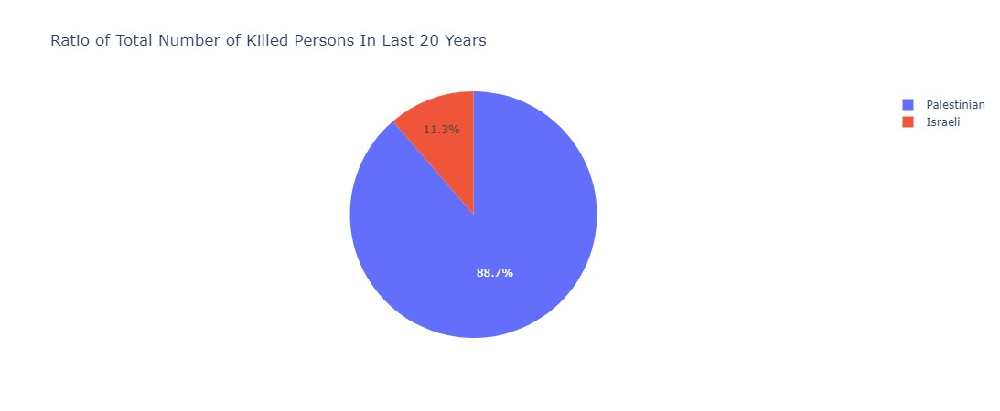 Ratio of Total Number of Killed Persons In Last 20 Years
Palestinian
Israeli
11.3%
88.7%